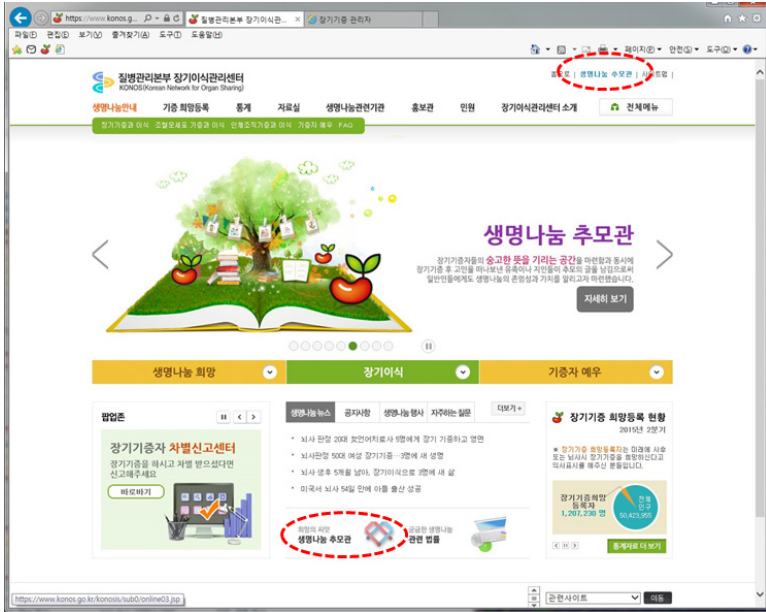 https://www.konos.g...
질병관리본부 장기이식관...
장기기증 관리자
파일(F) 편집(E) 보기(V) 즐겨찾기(A) 도구(T) 도움말(H)
페이지(P) 안전(S) 도구(O)
질병관리본부 장기이식관리센터
KONOS(Korean Network for Organ Sharing)
생명나눔 추모관 | 사이트맵 |
생명나눔안내 기증 희망등록 통계 자료실 생명나눔관련기관 홍보관 민원 장기이식관리센터 소개 전체메뉴
장기기증과 이식 조혈모세포 기증과 이식 인체조직기증과 이식 기증자 예우 FAQ
생명나눔 추모관
장기기증자들의 숭고한 뜻을 기리는 공간을 마련함과 동시에
장기기증 후 고인을 떠나보낸 유족이나 지인들이 추모의 글을 남김으로써
일반인들에게도 생명나눔의 존엄성과 가치를 알리고자 마련했습니다.
자세히 보기
생명나눔 희망 장기이식 기증자 예우
팝업존
장기기증자 차별신고센터
장기기증을 하시고 차별 받으셨다면
신고해주세요
바로바기
생명나눔뉴스 공지사항 생명나눔행사 자주하는질문 더보기+
뇌사 판정 20대 첫언어치료사 5명에게 장기 기증하고 영면
뇌사판정 50대 여성 장기기증…3명에 새 생명
뇌사 생후 5개월 남아, 장기이식으로 3명에 새 삶
미국서 뇌사 54일 만에 아들 출산 성공
희망의 씨앗
생명나눔 추모관
궁금한 생명나눔
관련 법률
장기기증 희망등록 현황
2015년 2분기
장기기증 희망등록자는 미래에 사후
또는 뇌사시 장기기증을 희망하신다고
의사표시를 해주신 분들입니다.
장기기증희망
등록자
1,207,230 명
전체
인구
50,423,955
통계자료 더 보기
https://www.konos.go.kr/konosis/sub0/online03.jsp
관련사이트
이동